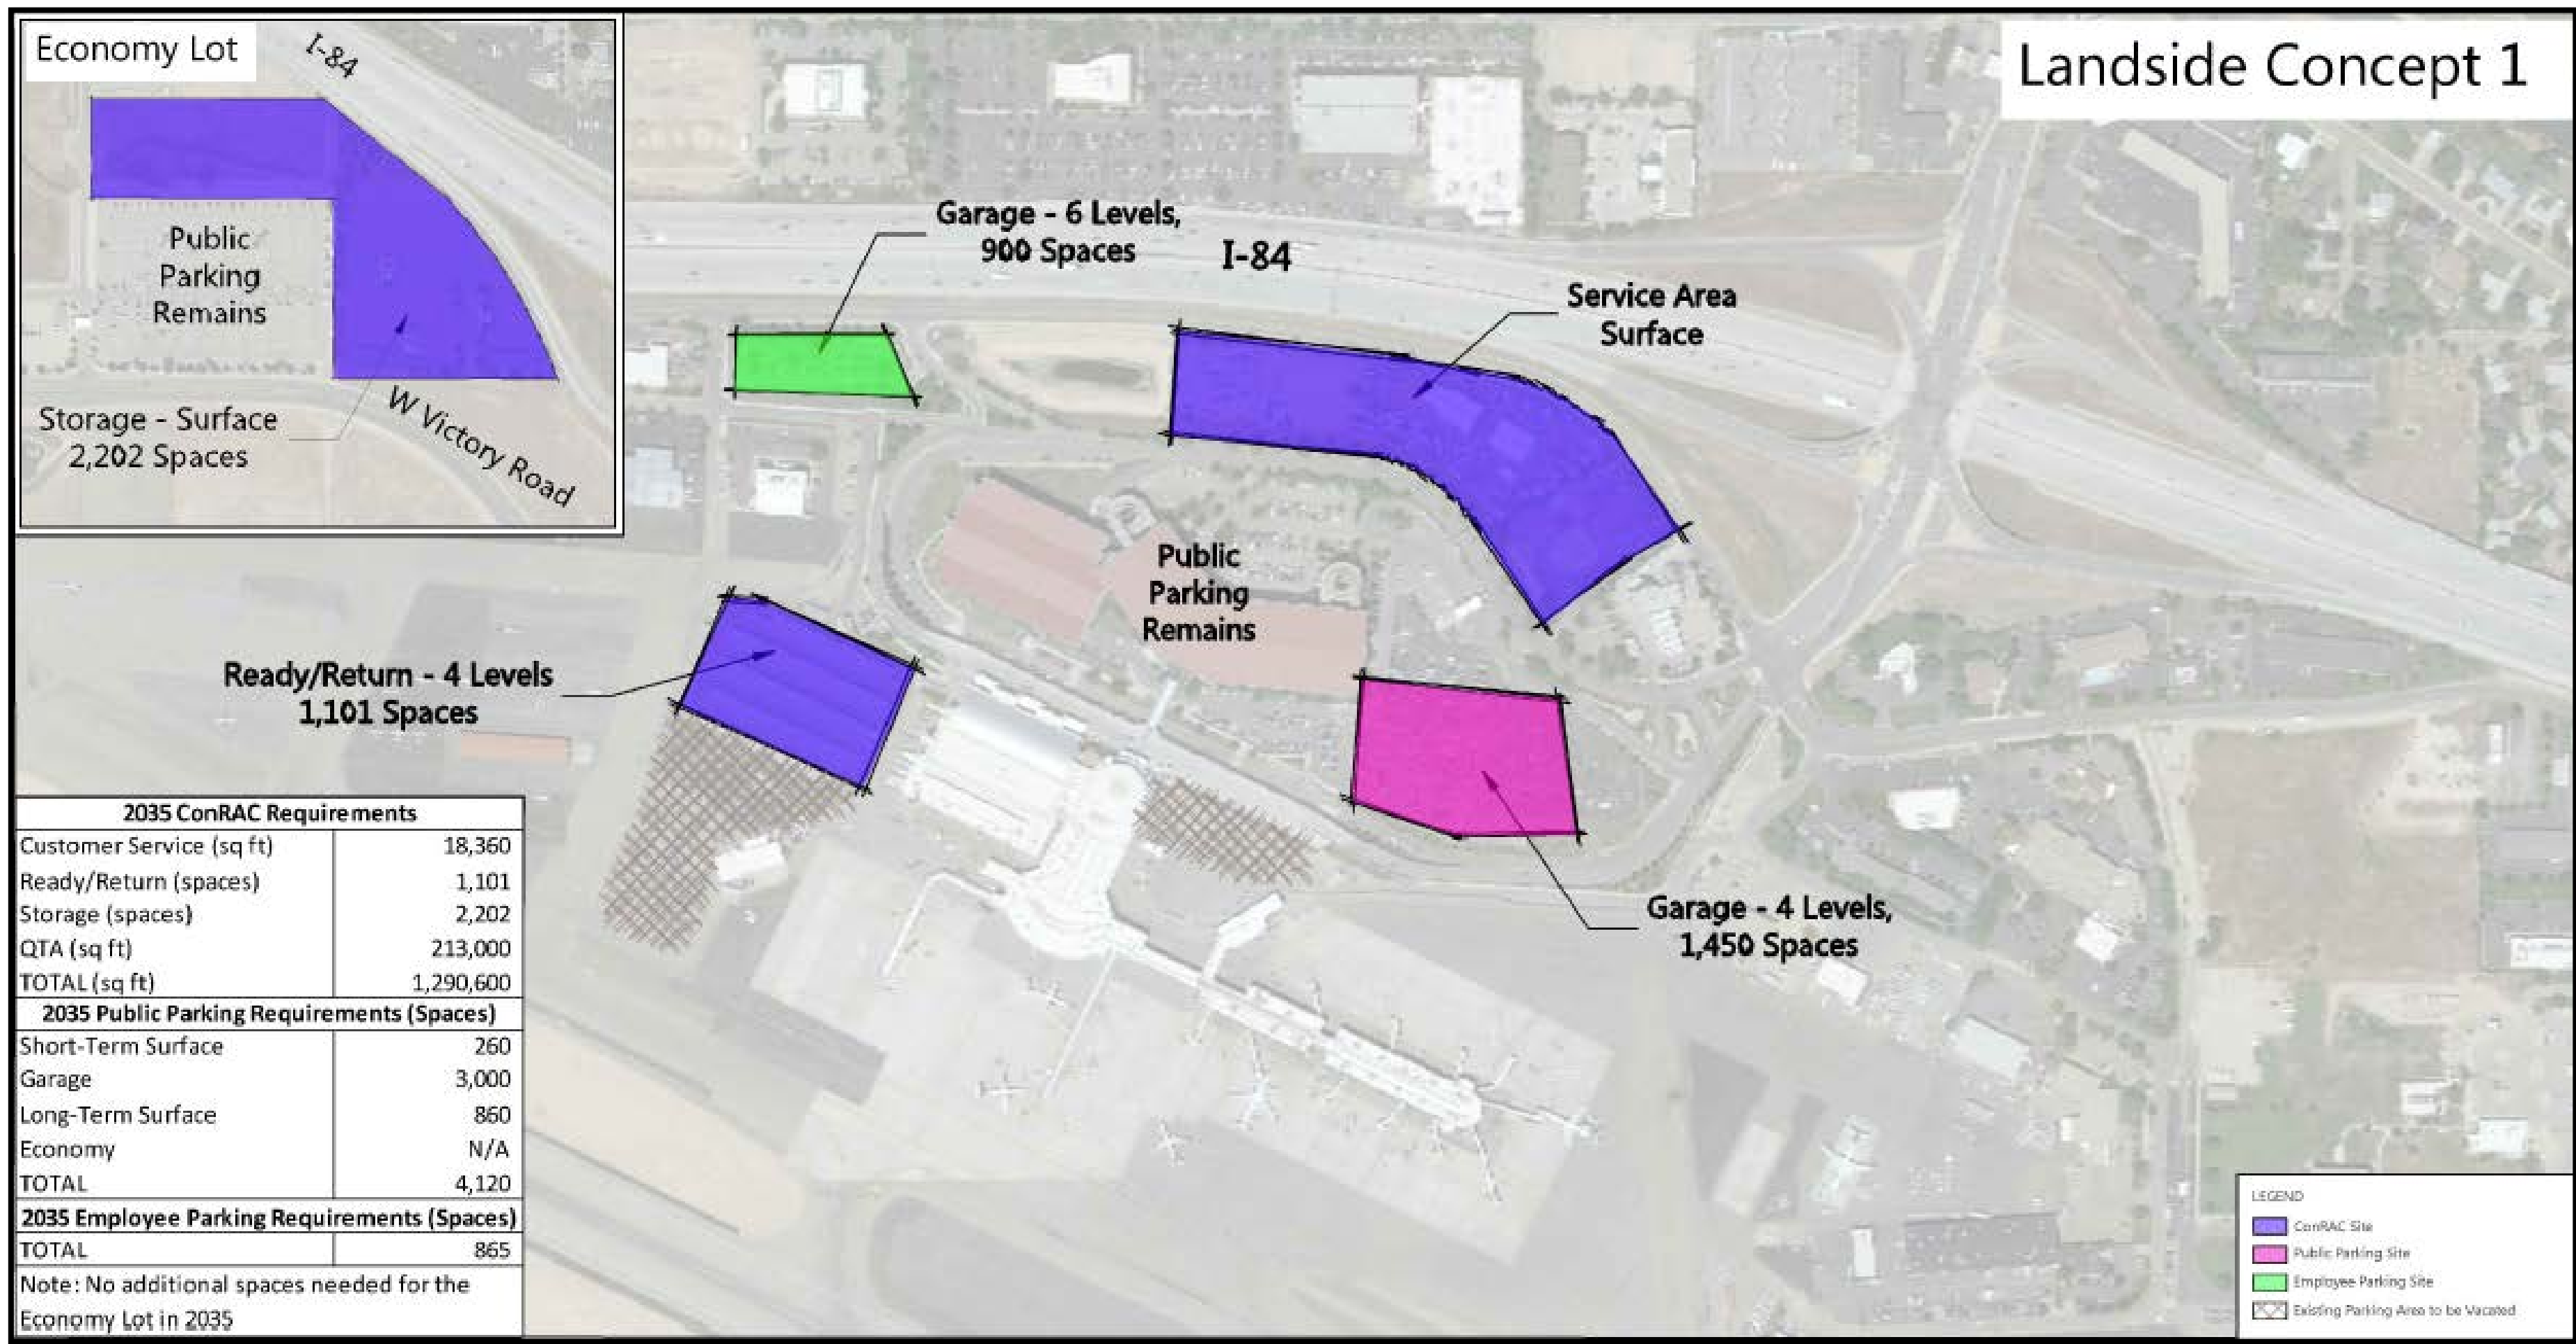 Landside Concept 1
Economy Lot
I-84
Public
Parking
Remains
Storage - Surface
2,202 Spaces
W Victory Road
Garage - 6 Levels,
900 Spaces
I-84
Service Area
Surface
Public
Parking
Remains
Ready/Return - 4 Levels
1,101 Spaces
Garage - 4 Levels,
1,450 Spaces
2035 ConRAC Requirements
Customer Service (sq ft) 18,360
Ready/Return (spaces) 1,101
Storage (spaces) 2,202
QTA (sq ft) 213,000
TOTAL (sq ft) 1,290,600
2035 Public Parking Requirements (Spaces)
Short-Term Surface 260
Garage 3,000
Long-Term Surface 860
Economy N/A
TOTAL 4,120
2035 Employee Parking Requirements (Spaces)
TOTAL 865
Note: No additional spaces needed for the
Economy Lot in 2035
LEGEND
ConRAC Site
Public Parking Site
Employee Parking Site
Existing Parking Area to be Vacated